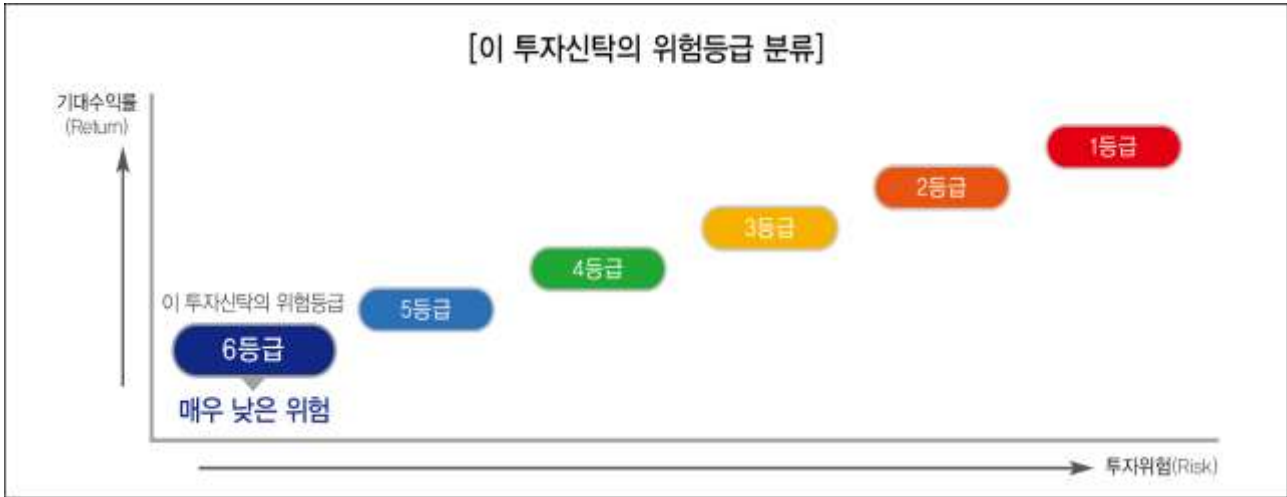 [이 투자신탁의 위험등급 분류]
기대수익률
(Return)
1등급
2등급
3등급
4등급
이 투자신탁의 위험등급
5등급
6등급
매우 낮은 위험
투자위험(Risk)